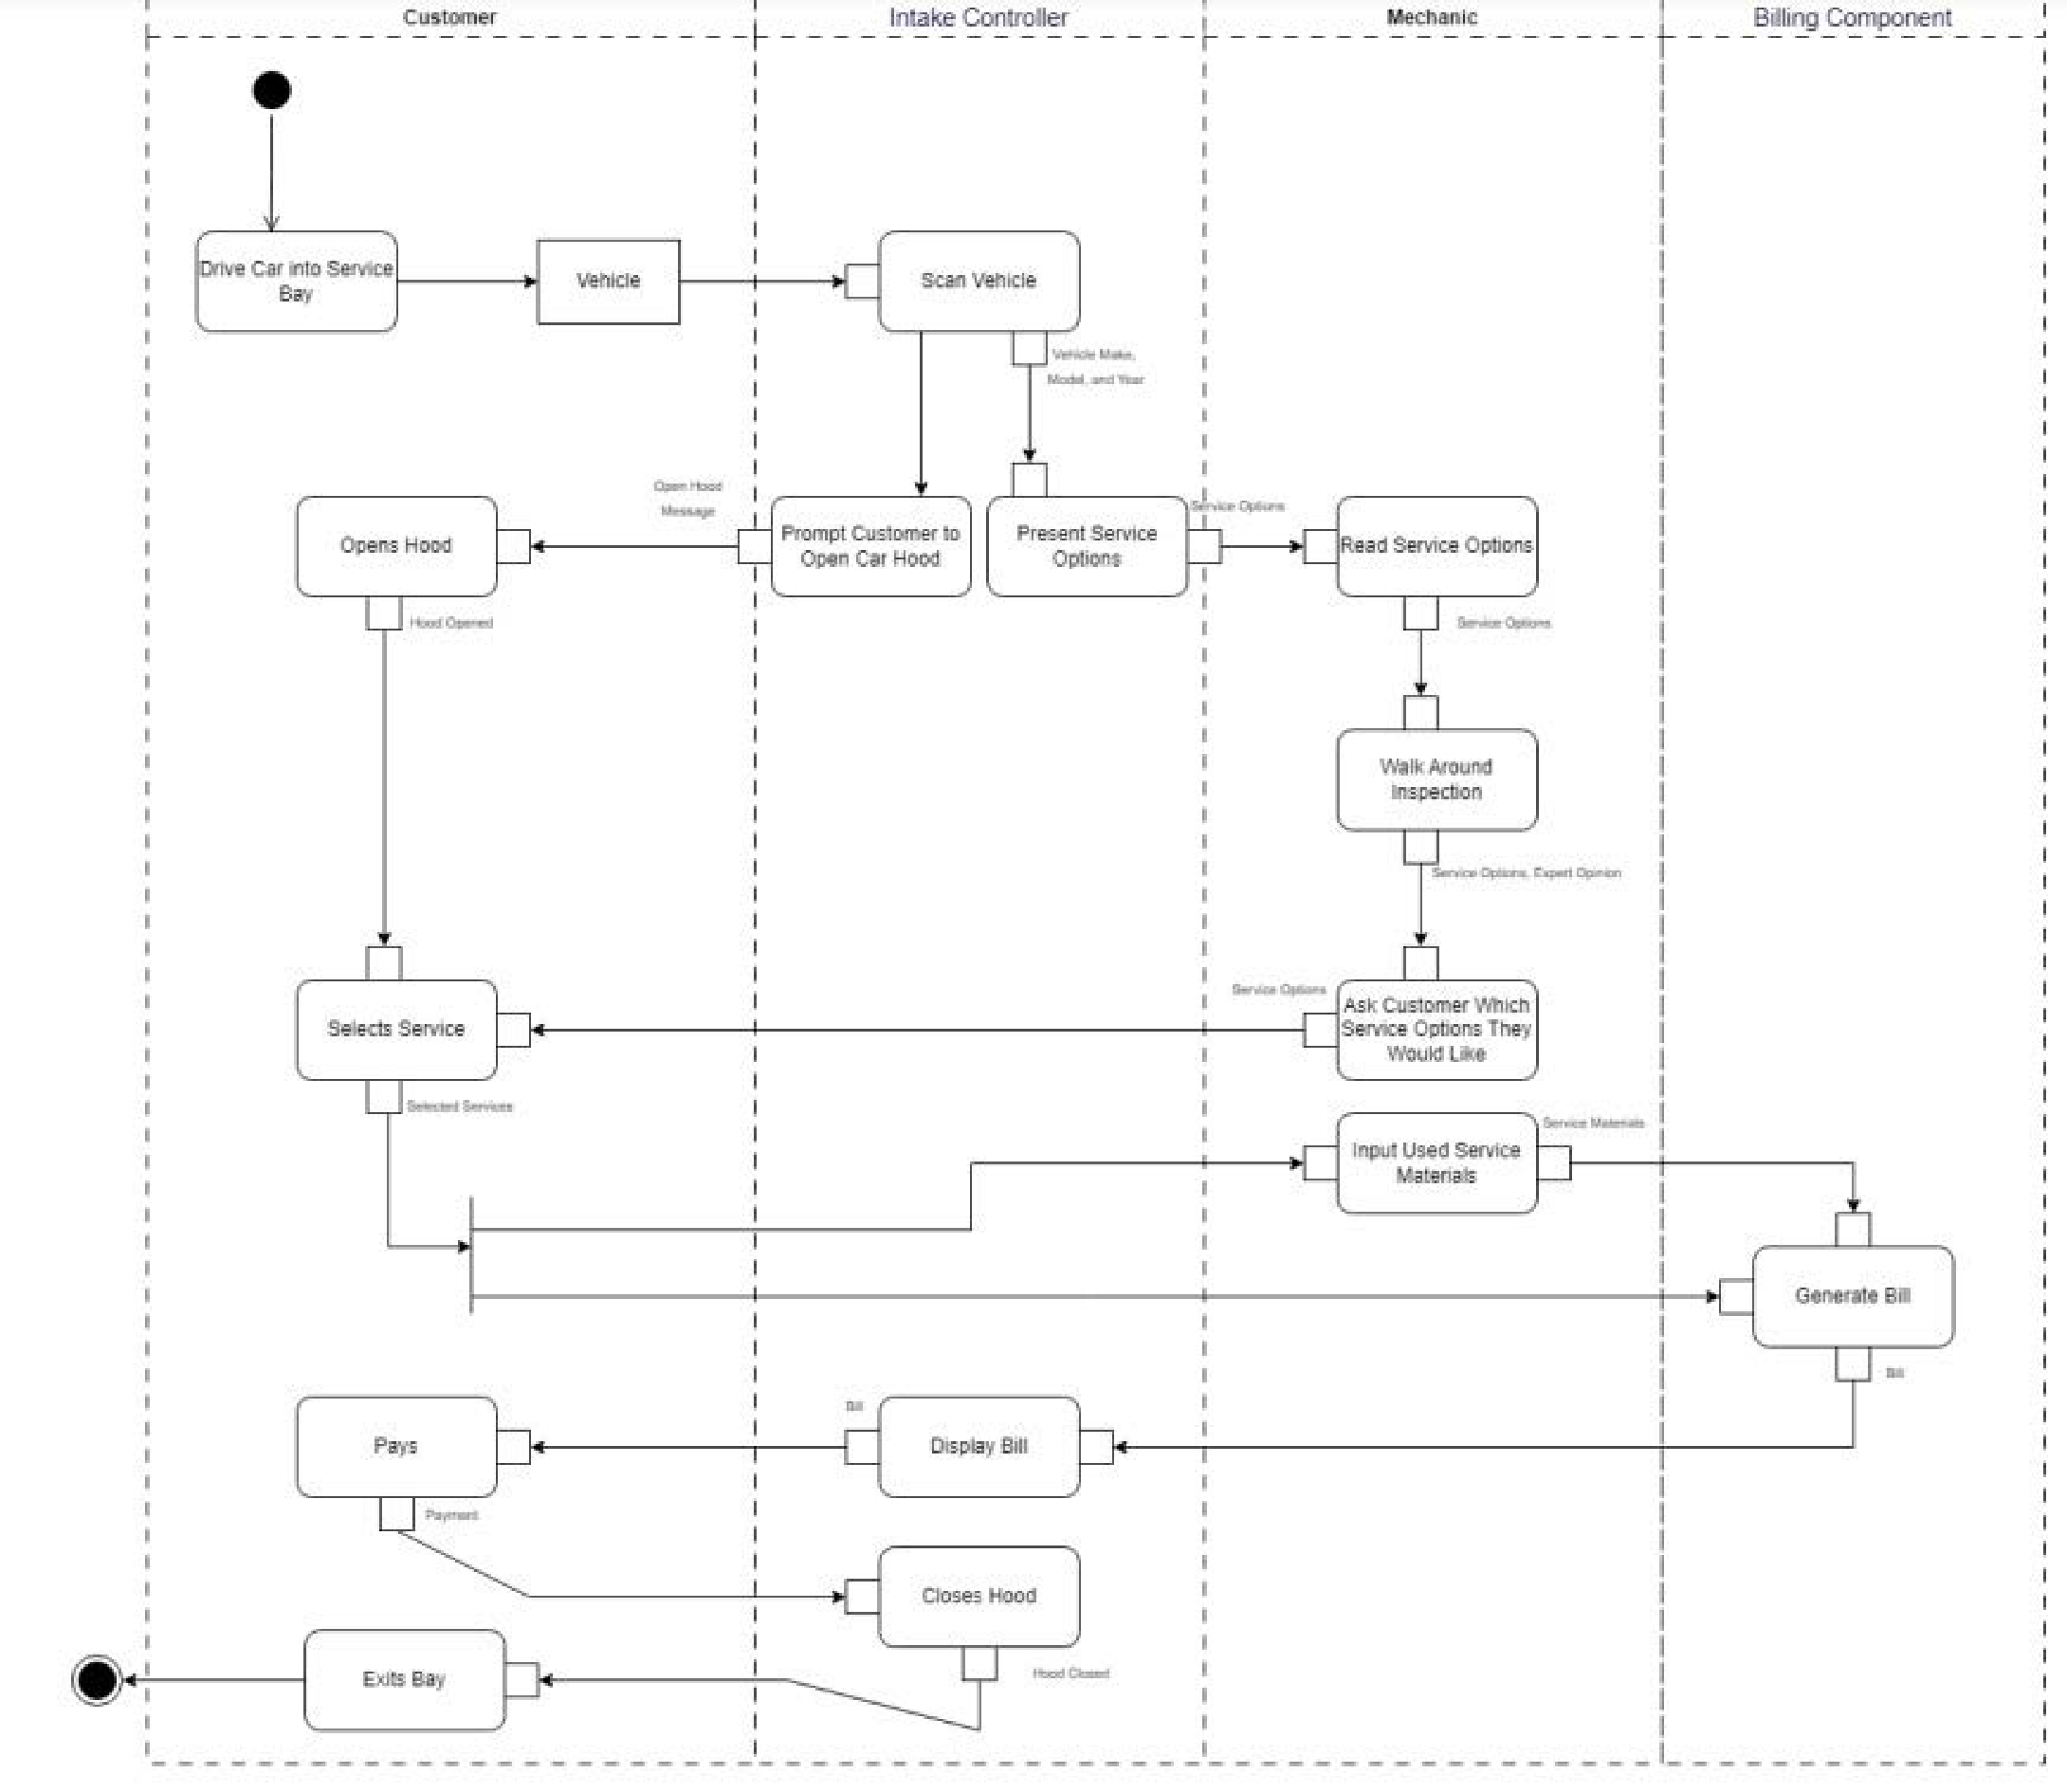 Customer
Intake Controller
Mechanic
Billing Component
Drive Car into Service
Bay
Vehicle
Scan Vehicle
Vehicle Make,
Model, and Year
Open Hood
Message
Opens Hood
Prompt Customer to
Open Car Hood
Present Service
Options
Service Options
Read Service Options
Hood Opened
Service Options
Walk Around
Inspection
Service Options, Expert Opinion
Selects Service
Service Options
Ask Customer Which
Service Options They
Would Like
Selected Services
Input Used Service
Materials
Service Materials
Generate Bill
Bill
Pays
Bill
Display Bill
Payment
Closes Hood
Exits Bay
Hood Closed